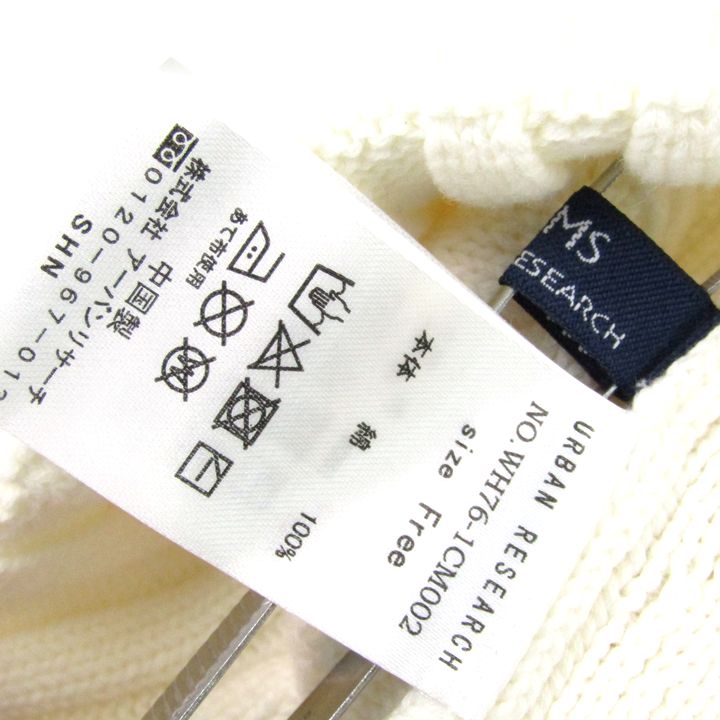 URBAN RESEARCH
NO.WH76-1CM002
size Free
本体 綿 100%
あて布使用
中国製
株式会社 アーバンリサーチ
0120-967-01
SHN
MS
ESEARCH